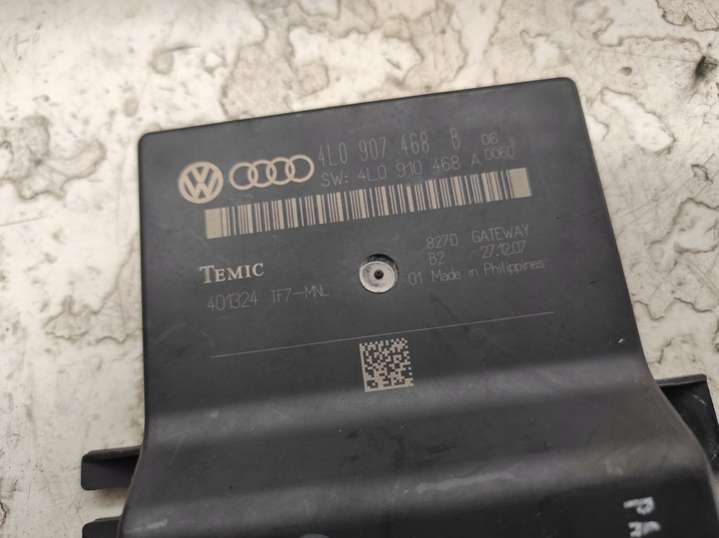 4L0 907 468 B 06
SW: 4L0 910 468 A 0060
TEMIC
401324 TF7-MNL
8270 GATEWAY
B2 27.12.07
01 Made in Philippines